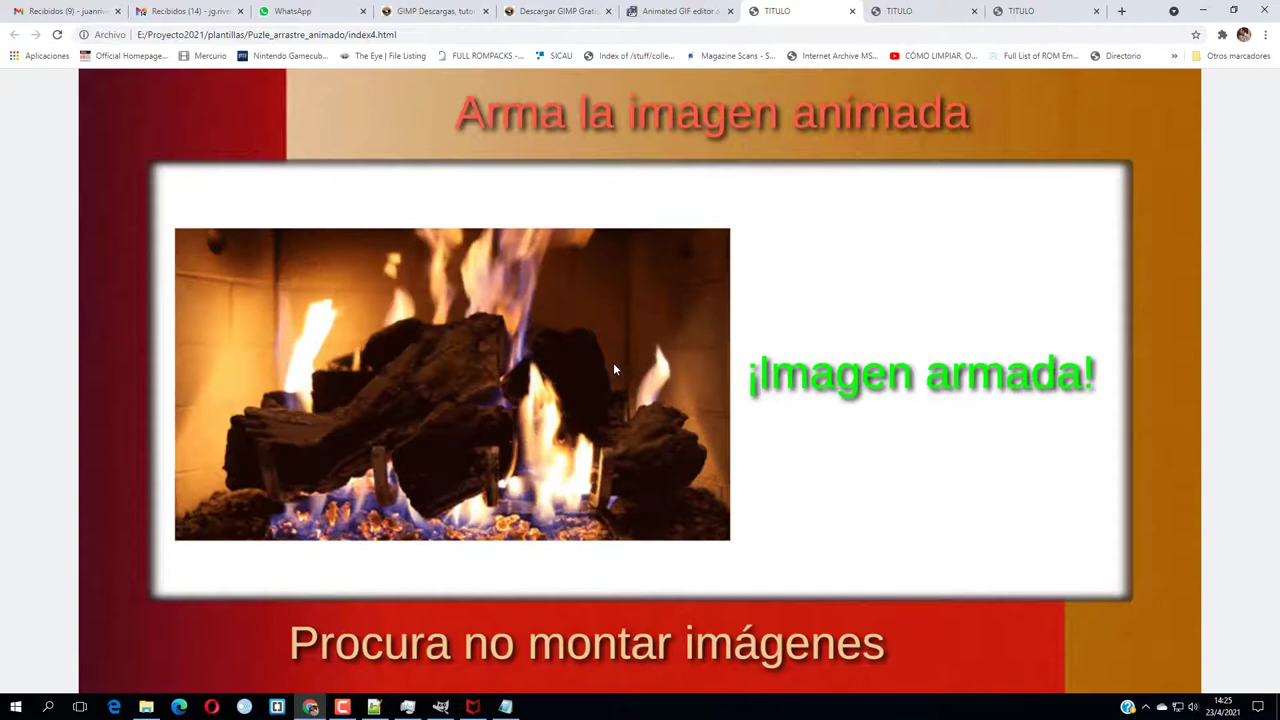 Recibidos (9) - juanriv
Recibidos (14) - jg.rive
WhatsApp
GIMP Descargas, tutor
Descargar GIMP Gratis
Animated GIF editor a
TITULO
TITULO
TITULO
Archivo | E:/Proyecto2021/plantillas/Puzle_arrastre_animado/index4.html
Aplicaciones
Official Homepage...
Mercurio
Nintendo Gamecub...
The Eye | File Listing
FULL ROMPACKS -...
SICAU
Index of /stuff/colle...
Magazine Scans - S...
Internet Archive MS...
CÓMO LIMPIAR, O...
Full List of ROM Em...
Directorio
Otros marcadores
Arma la imagen animada
¡Imagen armada!
Procura no montar imágenes
14:25
23/4/2021